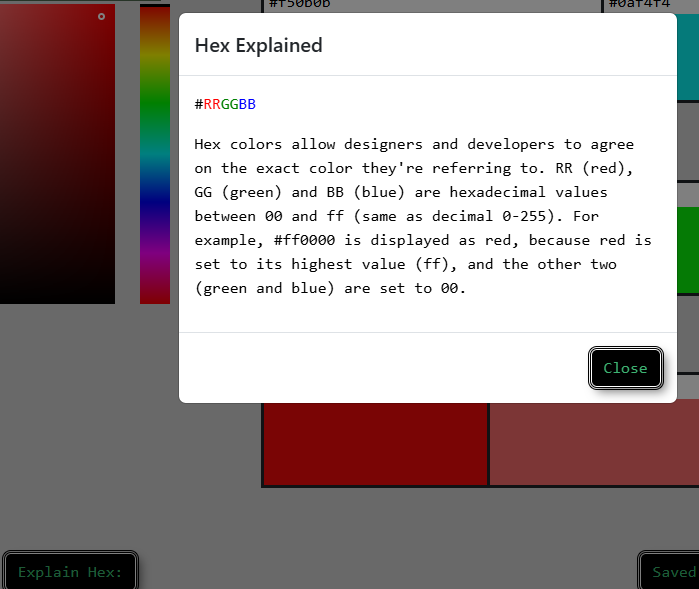 #f50b0b
#0af4f4
Hex Explained
#RRGGBB
Hex colors allow designers and developers to agree
on the exact color they're referring to. RR (red),
GG (green) and BB (blue) are hexadecimal values
between 00 and ff (same as decimal 0-255). For
example, #ff0000 is displayed as red, because red is
set to its highest value (ff), and the other two
(green and blue) are set to 00.
Close
Explain Hex:
Saved